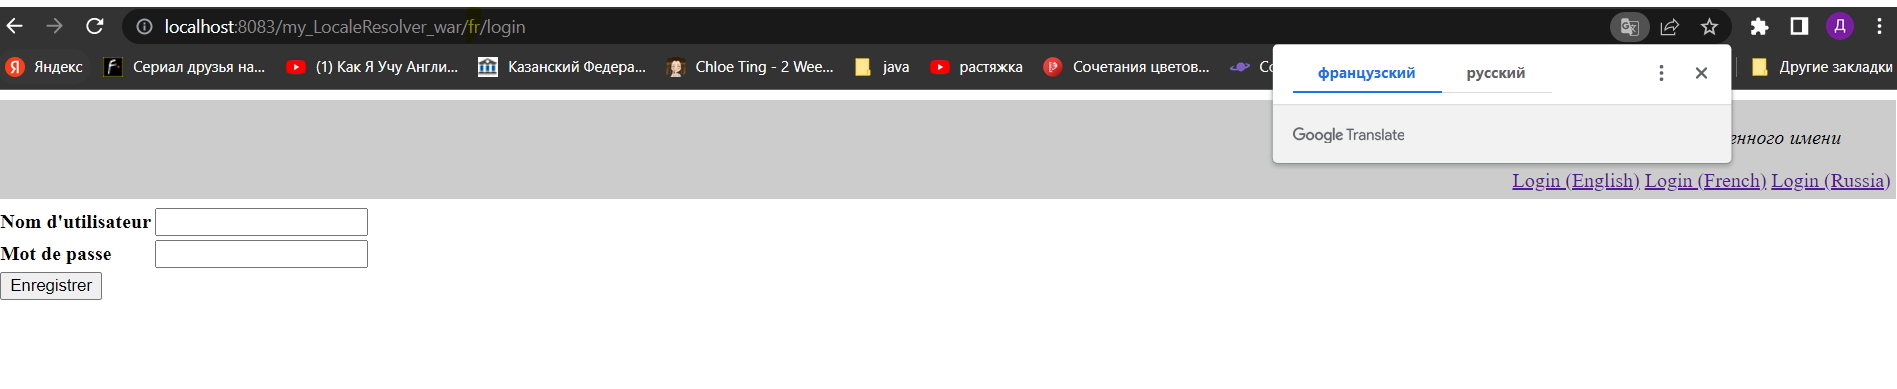 localhost:8083/my_LocaleResolver_war/fr/login
Д
Яндекс
Сериал друзья на...
(1) Как Я Учу Англи...
Казанский Федера...
Chloe Ting - 2 Wee...
java
растяжка
Сочетания цветов...
Другие закладки
французский русский
Google Translate
имени
Login (English) Login (French) Login (Russia)
Nom d'utilisateur
Mot de passe
Enregistrer